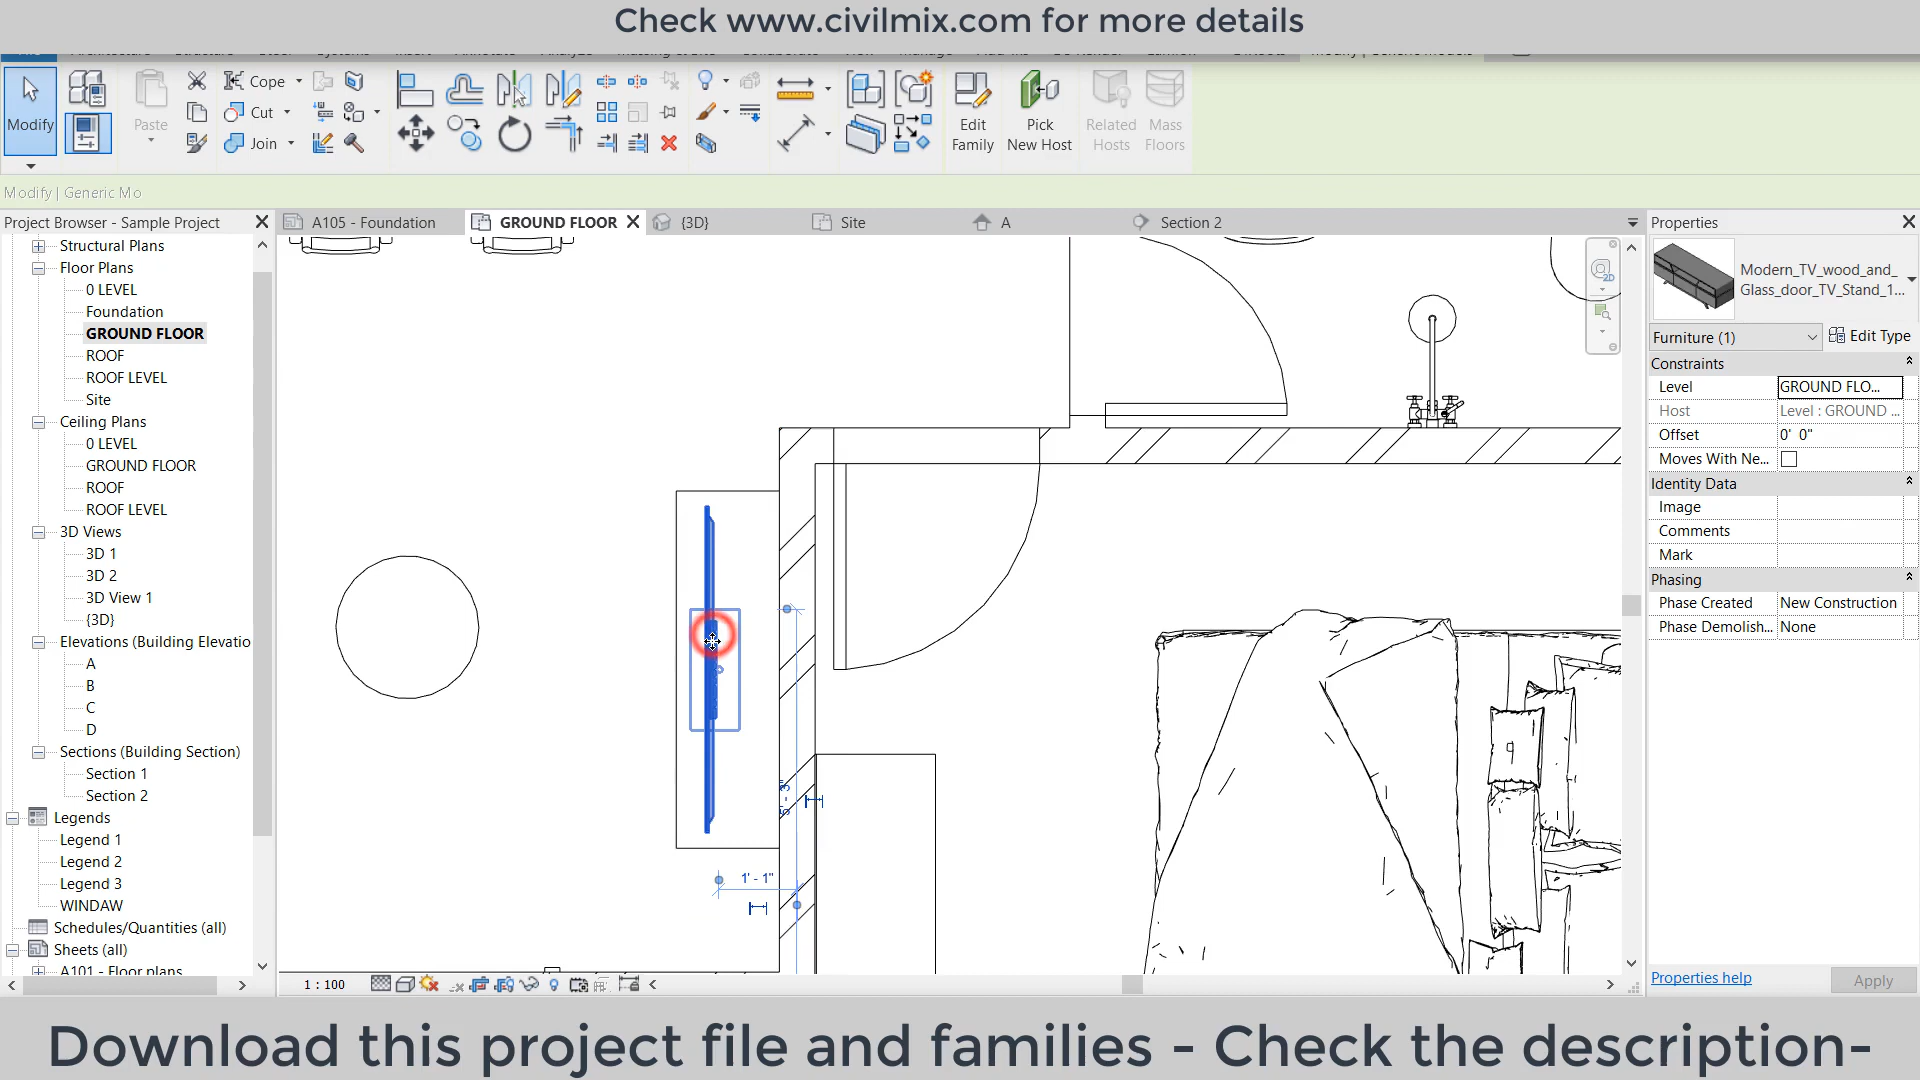 Check www.civilmix.com for more details
Modify
Paste
Cope
Cut
Join
Edit
Family
Pick
New Host
Related
Hosts
Mass
Floors
Modify | Generic Mo
Project Browser - Sample Project
A105 - Foundation
GROUND FLOOR
{3D}
Site
A
Section 2
Properties
Structural Plans
Floor Plans
0 LEVEL
Foundation
GROUND FLOOR
ROOF
ROOF LEVEL
Site
Ceiling Plans
0 LEVEL
GROUND FLOOR
ROOF
ROOF LEVEL
3D Views
3D 1
3D 2
3D View 1
{3D}
Elevations (Building Elevatio
A
B
C
D
Sections (Building Section)
Section 1
Section 2
Legends
Legend 1
Legend 2
Legend 3
WINDAW
Schedules/Quantities (all)
Sheets (all)
A101 - Floor plans
2D
1' - 1"
1 : 100
Modern_TV_wood_and_
Glass_door_TV_Stand_1...
Furniture (1)
Edit Type
Constraints
Level GROUND FLO...
Host Level : GROUND ...
Offset 0' 0"
Moves With Ne...
Identity Data
Image
Comments
Mark
Phasing
Phase Created New Construction
Phase Demolish... None
Properties help
Apply
Download this project file and families - Check the description-